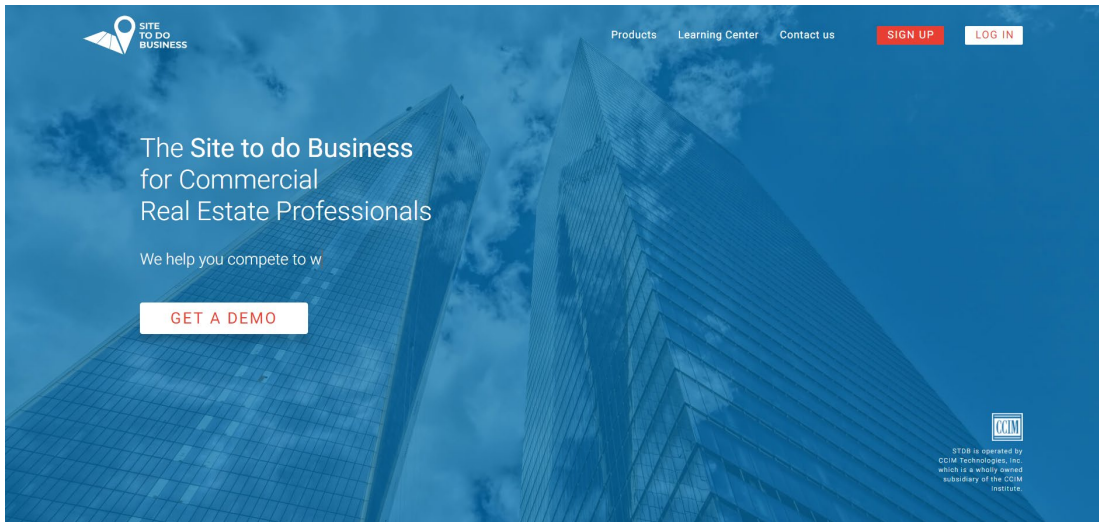 SITE
TO DO
BUSINESS
Products
Learning Center
Contact us
SIGN UP
LOG IN
The Site to do Business
for Commercial
Real Estate Professionals
We help you compete to w
GET A DEMO
CCIM
STDB is operated by
CCIM Technologies, Inc.
which is a wholly owned
subsidiary of the CCIM
Institute.